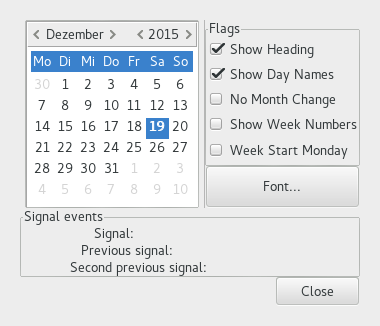 Dezember 2015
Mo Di Mi Do Fr Sa So
30 1 2 3 4 5 6
7 8 9 10 11 12 13
14 15 16 17 18 19 20
21 22 23 24 25 26 27
28 29 30 31 1 2 3
4 5 6 7 8 9 10
Flags
Show Heading
Show Day Names
No Month Change
Show Week Numbers
Week Start Monday
Font...
Signal events
Signal:
Previous signal:
Second previous signal:
Close